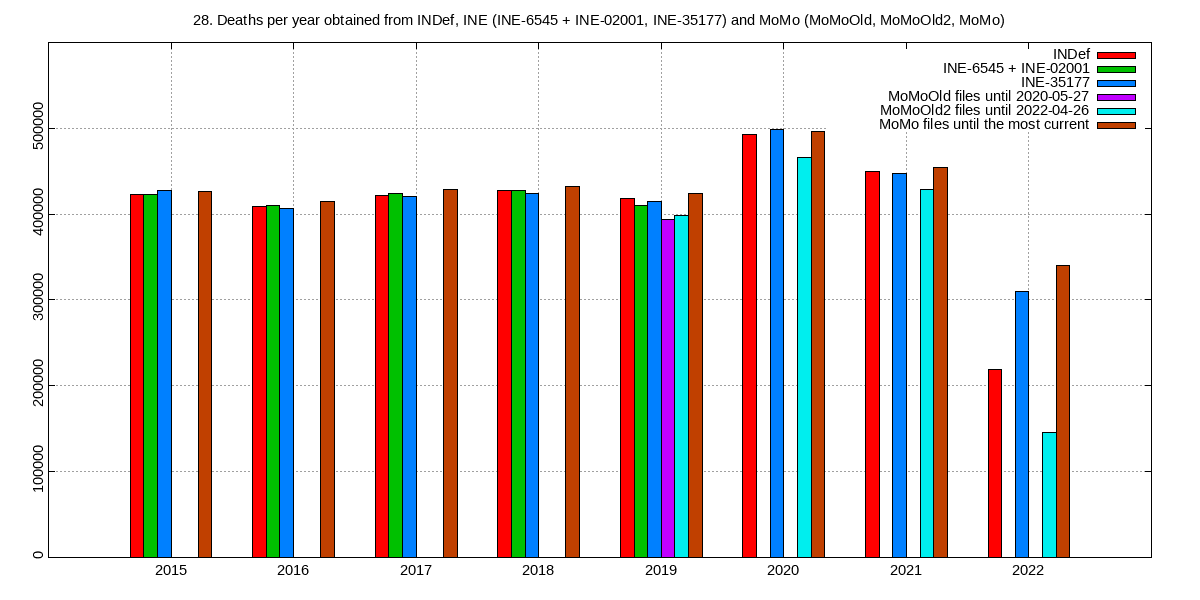 28. Deaths per year obtained from INDef, INE (INE-6545 + INE-02001, INE-35177) and MoMo (MoMoOld, MoMoOld2, MoMo)
INDef
INE-6545 + INE-02001
INE-35177
MoMoOld files until 2020-05-27
MoMoOld2 files until 2022-04-26
MoMo files until the most current
500000
400000
300000
200000
100000
0
2015 2016 2017 2018 2019 2020 2021 2022